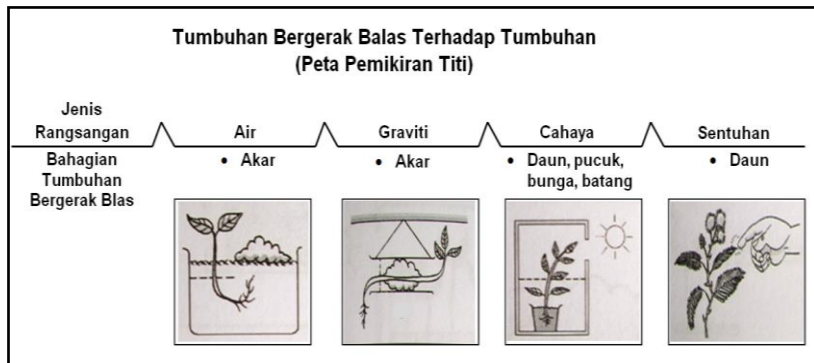 Tumbuhan Bergerak Balas Terhadap Tumbuhan
(Peta Pemikiran Titi)
Jenis
Rangsangan
Air
Graviti
Cahaya
Sentuhan
Bahagian
Tumbuhan
Bergerak Blas
• Akar
• Akar
• Daun, pucuk,
bunga, batang
• Daun